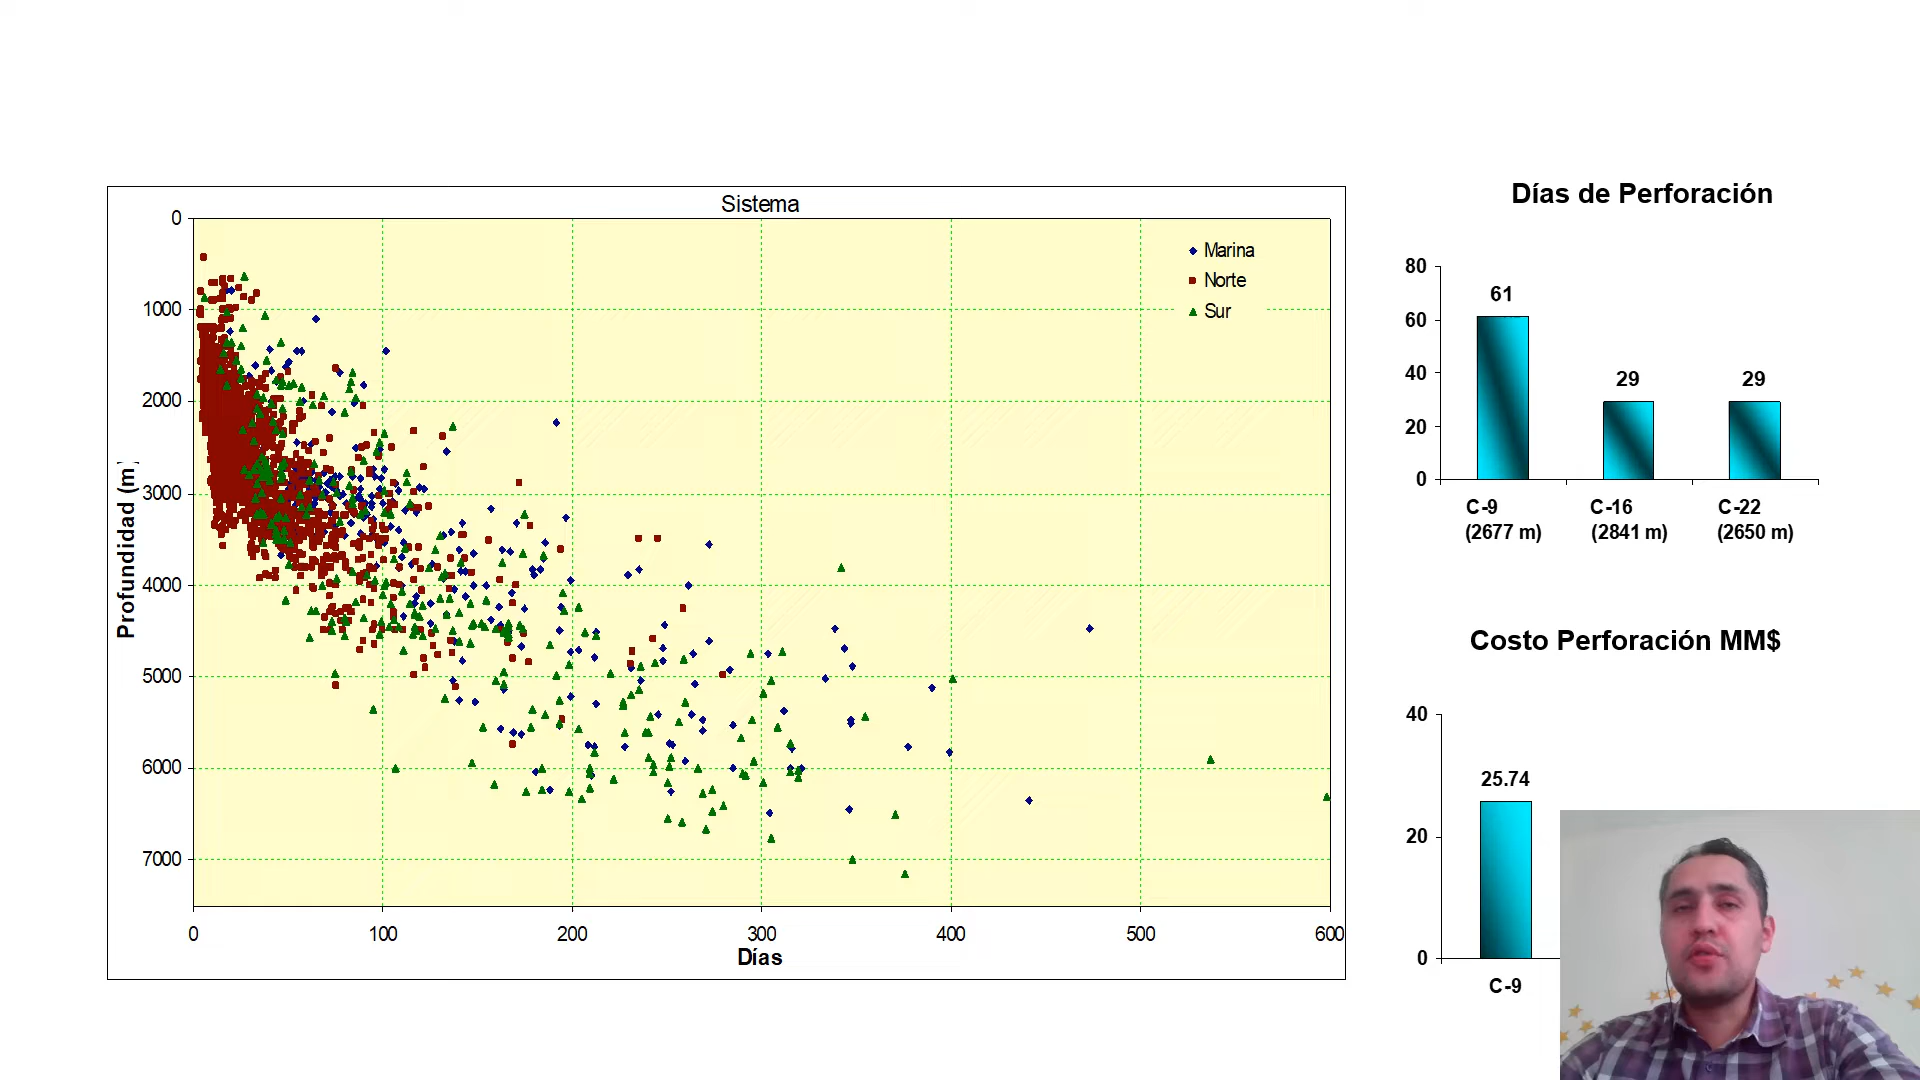 Sistema
Marina
Norte
Sur
0
1000
2000
3000
4000
5000
6000
7000
Profundidad (m
0
100
200
300
400
500
600
Días
Días de Perforación
80
60
40
20
0
61
29
29
C-9
(2677 m)
C-16
(2841 m)
C-22
(2650 m)
Costo Perforación MM$
40
20
0
25.74
C-9